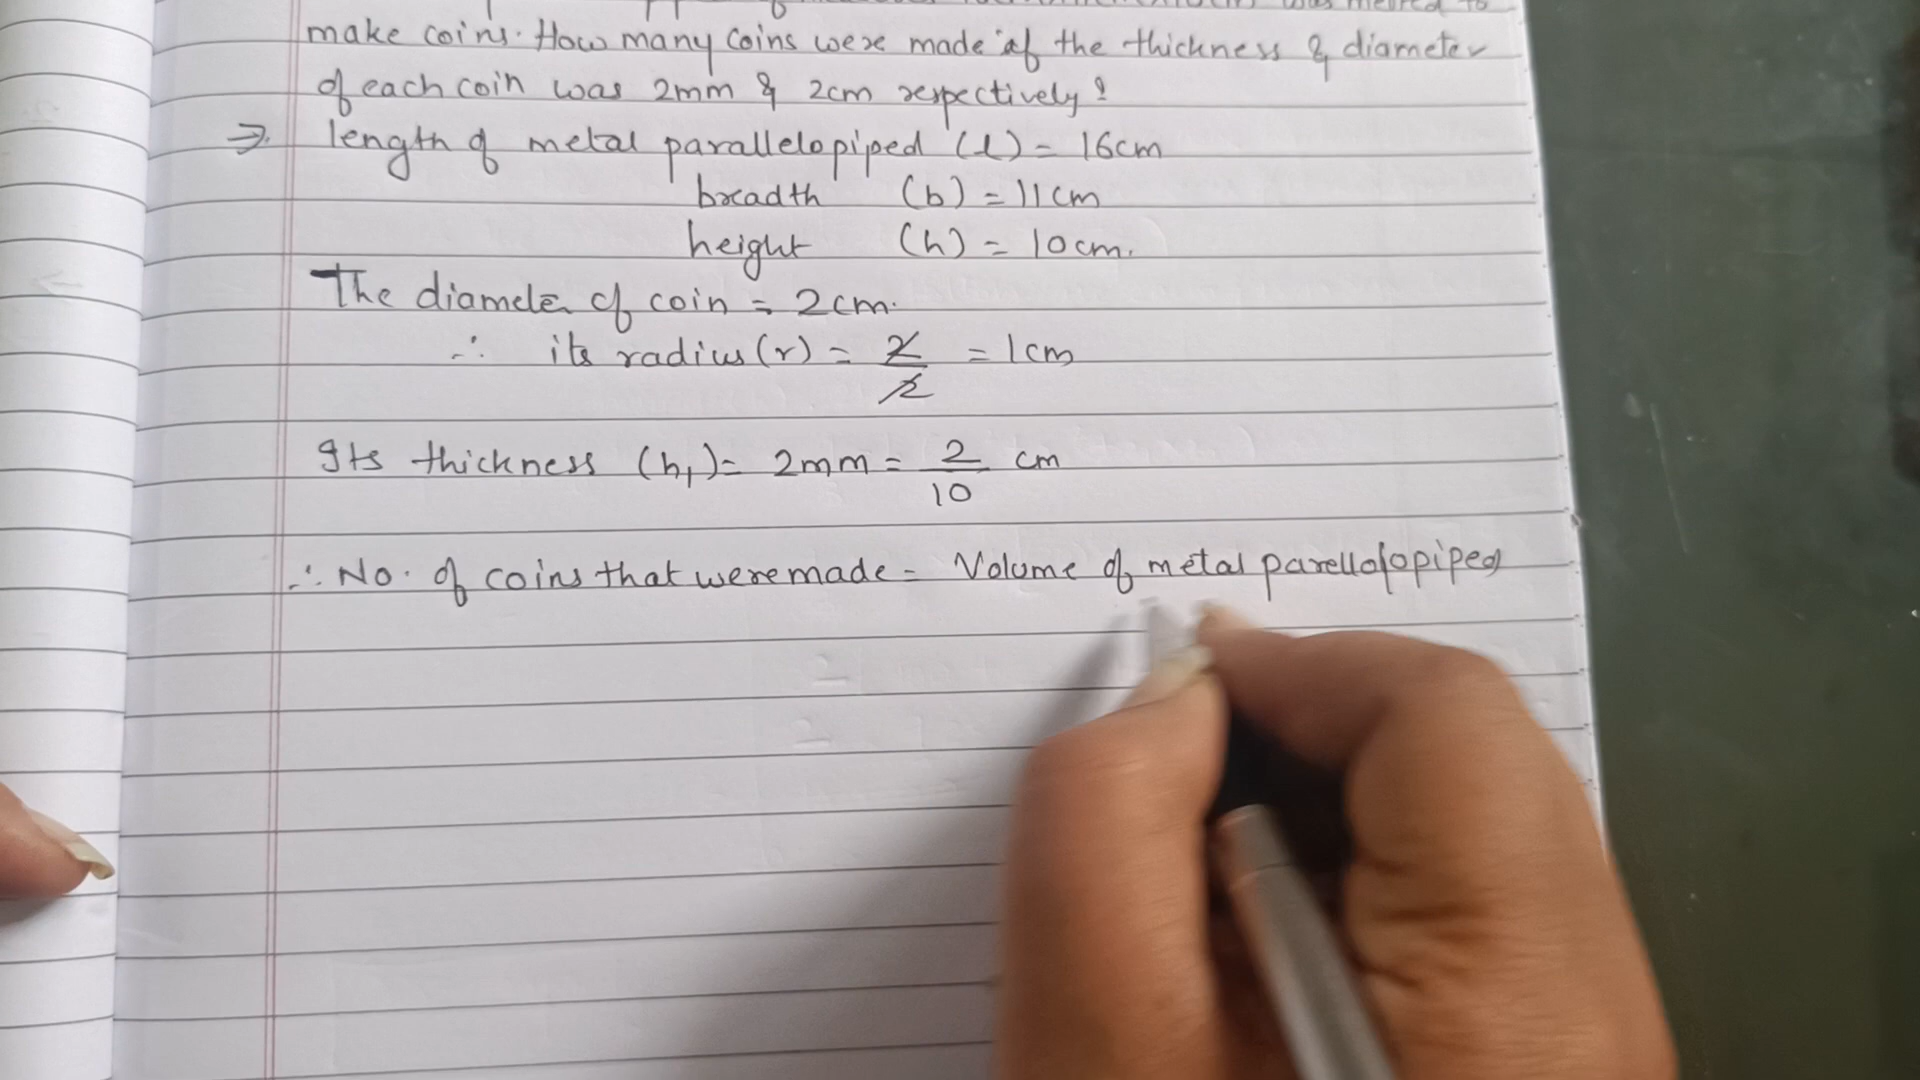 make coins. How many coins were made if the thickness & diameter
of each coin was 2mm & 2cm respectively?
⇒ length of metal parallelopiped (l) = 16cm
breadth (b) = 11cm
height (h) = 10cm.
The diameter of coin = 2cm.
∴ its radius (r) = 2/2 = 1cm
Its thickness (h₁) = 2mm = 2/10 cm
∴ No. of coins that were made = Volume of metal parellolopiped